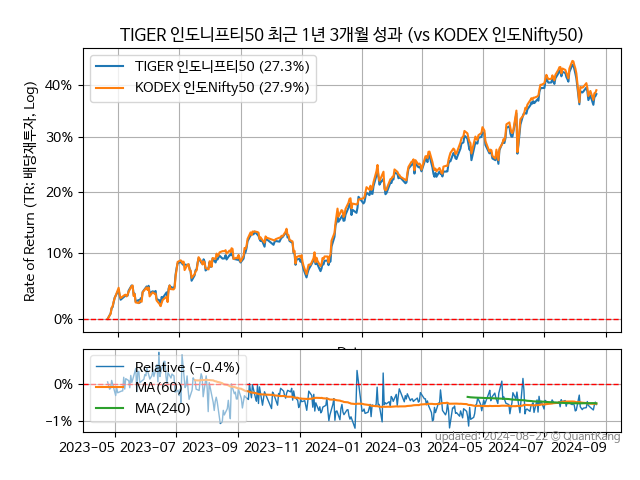 TIGER 인도니프티50 최근 1년 3개월 성과 (vs KODEX 인도Nifty50)
TIGER 인도니프티50 (27.3%)
KODEX 인도Nifty50 (27.9%)
Rate of Return (TR: 배당재투자, Log)
40%
30%
20%
10%
0%
Relative (-0.4%)
MA(60)
MA(240)
0%
-1%
2023-05 2023-07 2023-09 2023-11 2024-01 2024-03 2024-05 2024-07 2024-09
updated: 2024-08-22 © QuantKang